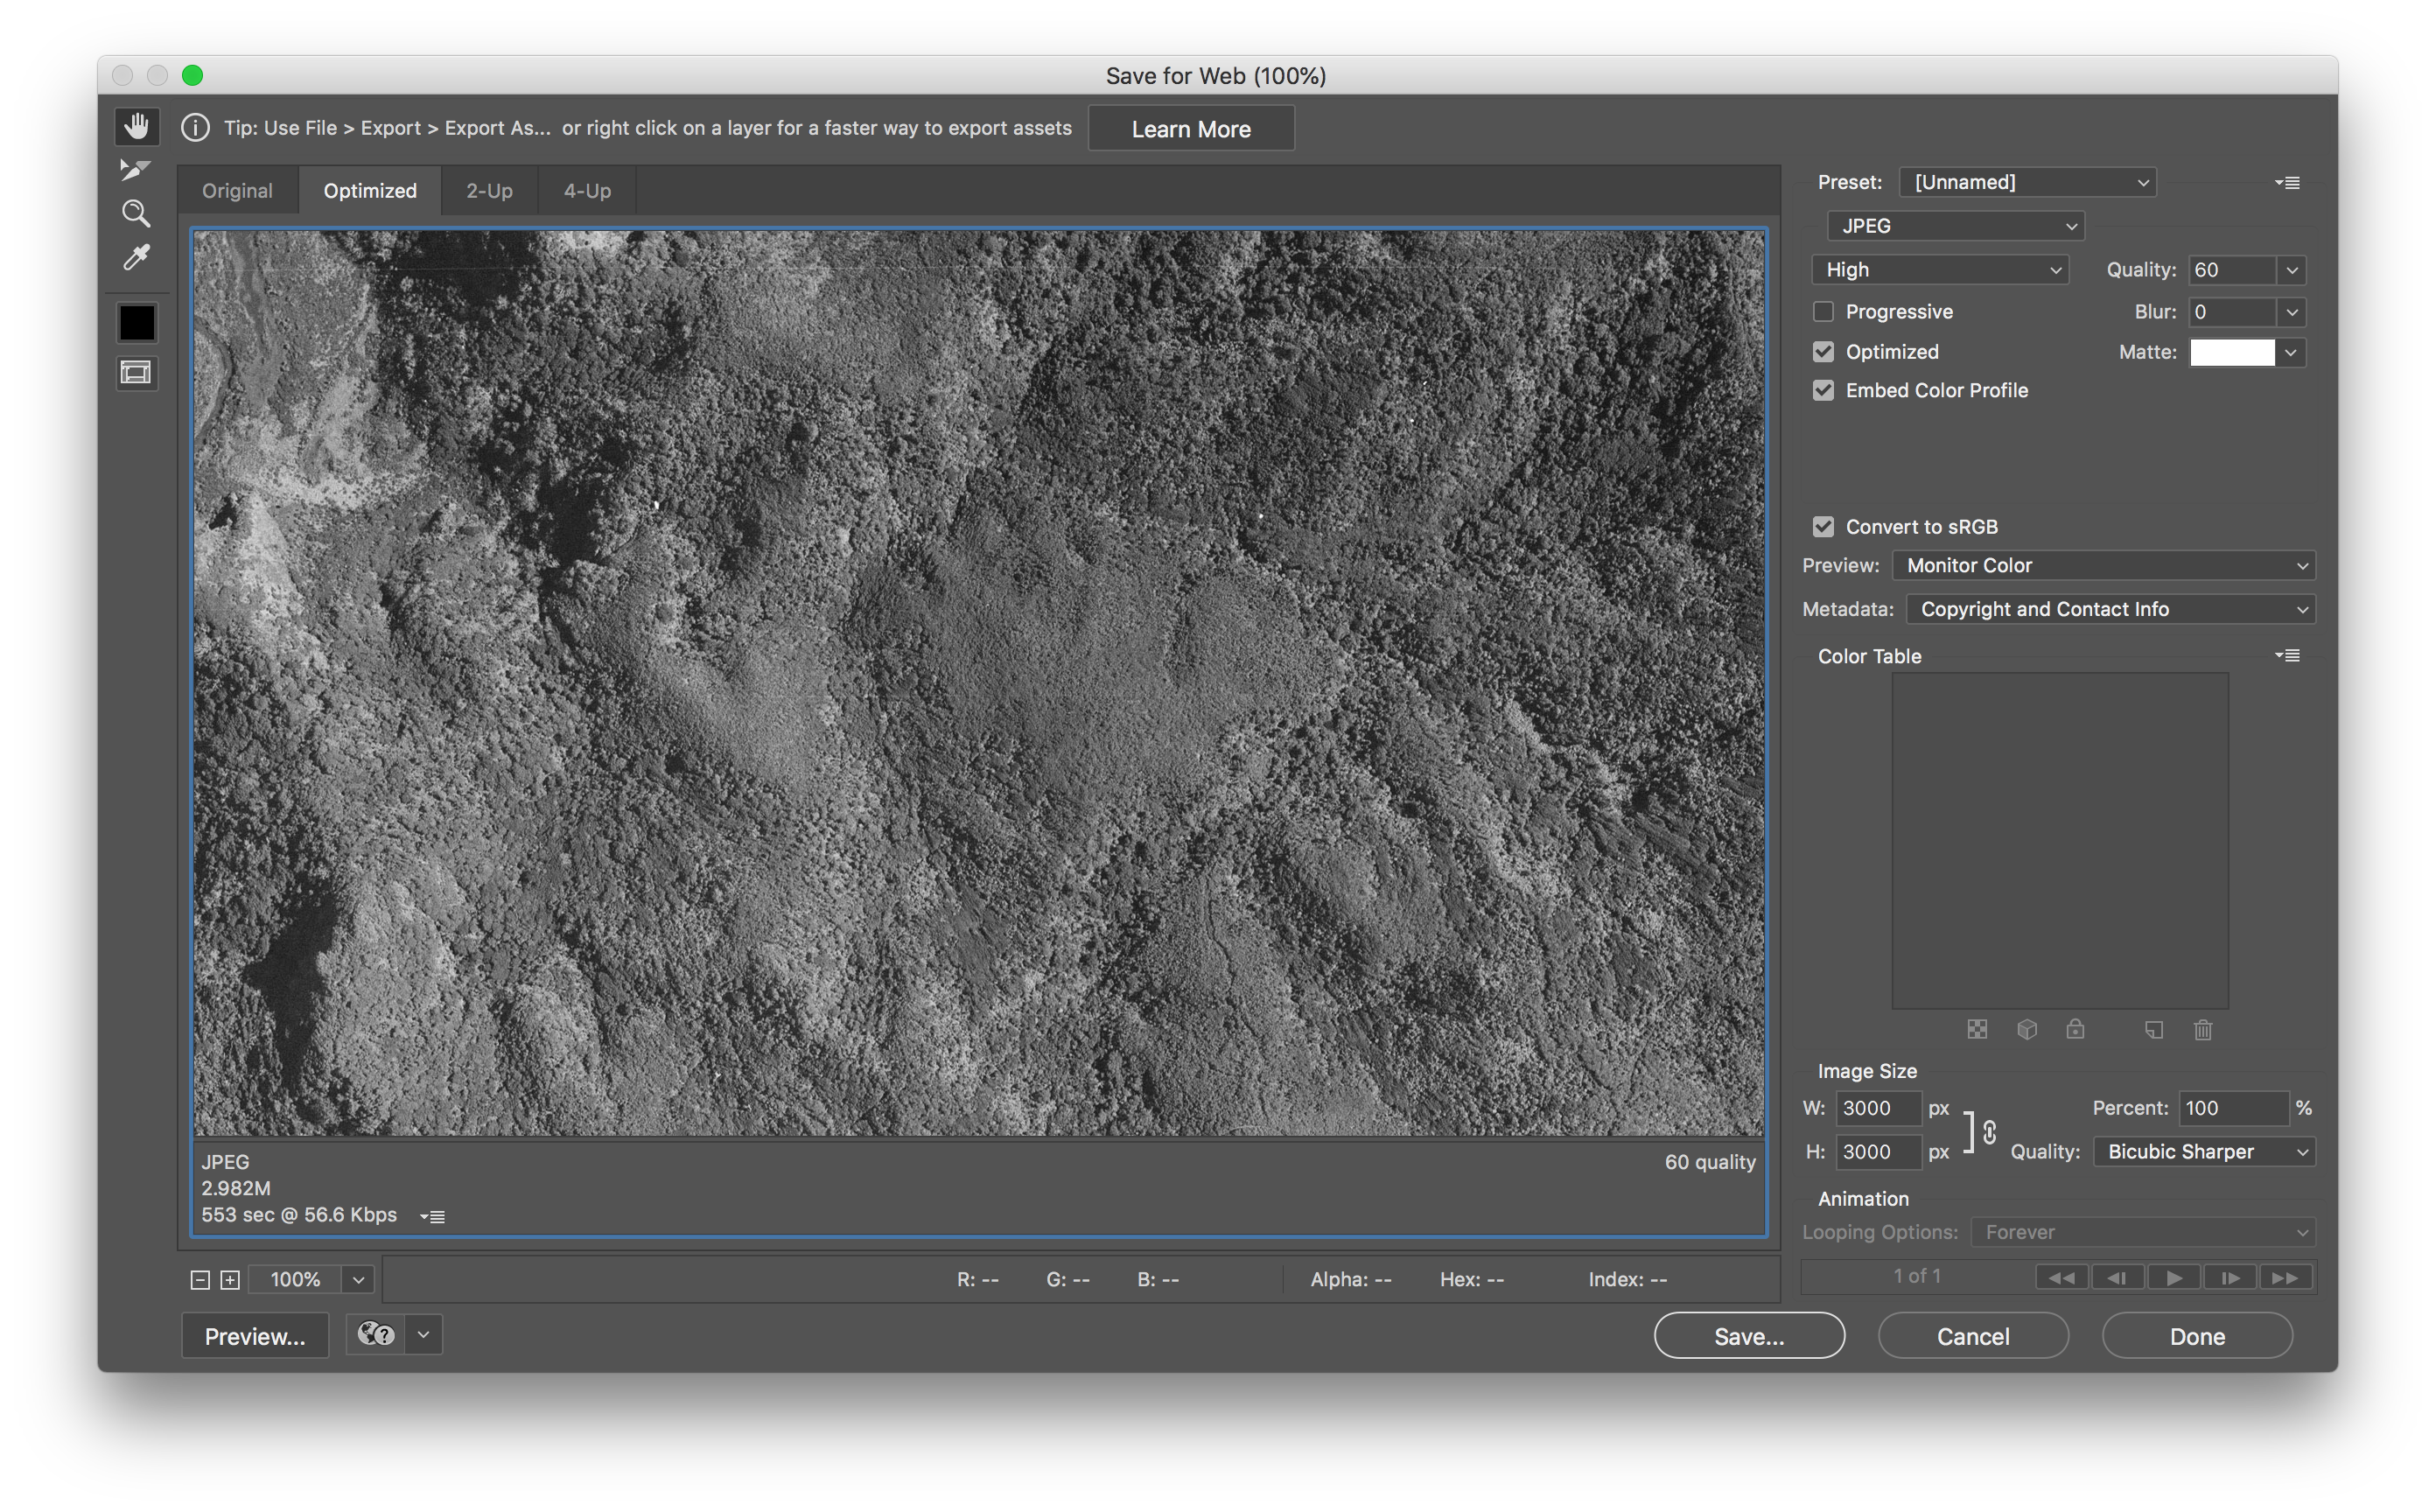 Save for Web (100%)
Tip: Use File > Export > Export As... or right click on a layer for a faster way to export assets
Learn More
Original
Optimized
2-Up
4-Up
Preset: [Unnamed]
JPEG
High
Quality: 60
Progressive
Blur: 0
Optimized
Matte:
Embed Color Profile
Convert to sRGB
Preview: Monitor Color
Metadata: Copyright and Contact Info
Color Table
Image Size
W: 3000 px
Percent: 100 %
H: 3000 px
Quality: Bicubic Sharper
Animation
Looping Options: Forever
1 of 1
JPEG
60 quality
2.982M
553 sec @ 56.6 Kbps
100%
R: --
G: --
B: --
Alpha: --
Hex: --
Index: --
Preview...
?
Save...
Cancel
Done